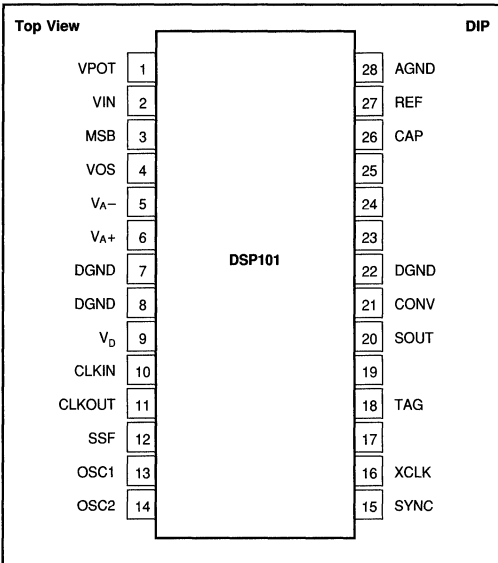 Top View DIP
VPOT 1 28 AGND
VIN 2 27 REF
MSB 3 26 CAP
VOS 4 25
VA− 5 24
VA+ 6 23
DSP101
DGND 7 22 DGND
DGND 8 21 CONV
VD 9 20 SOUT
CLKIN 10 19
CLKOUT 11 18 TAG
SSF 12 17
OSC1 13 16 XCLK
OSC2 14 15 SYNC